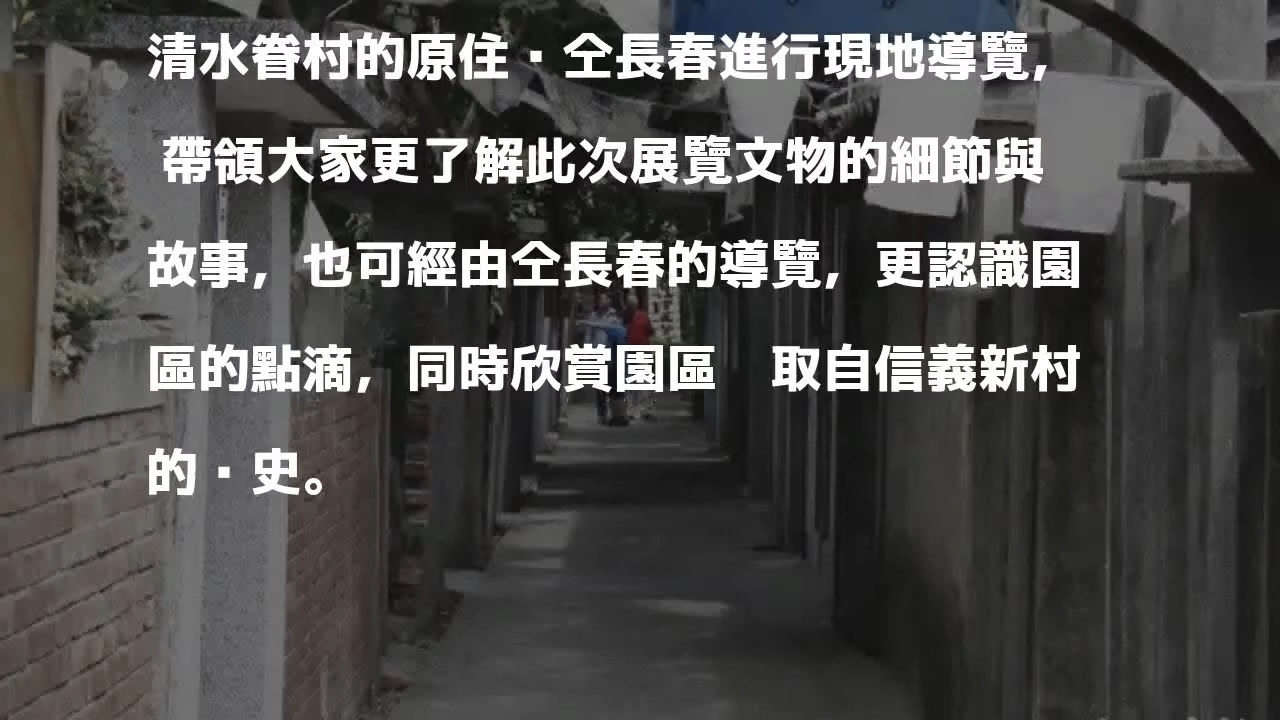 清水眷村的原住·仝長春進行現地導覽,
帶領大家更了解此次展覽文物的細節與
故事, 也可經由仝長春的導覽, 更認識園
區的點滴, 同時欣賞園區　取自信義新村
的·史。